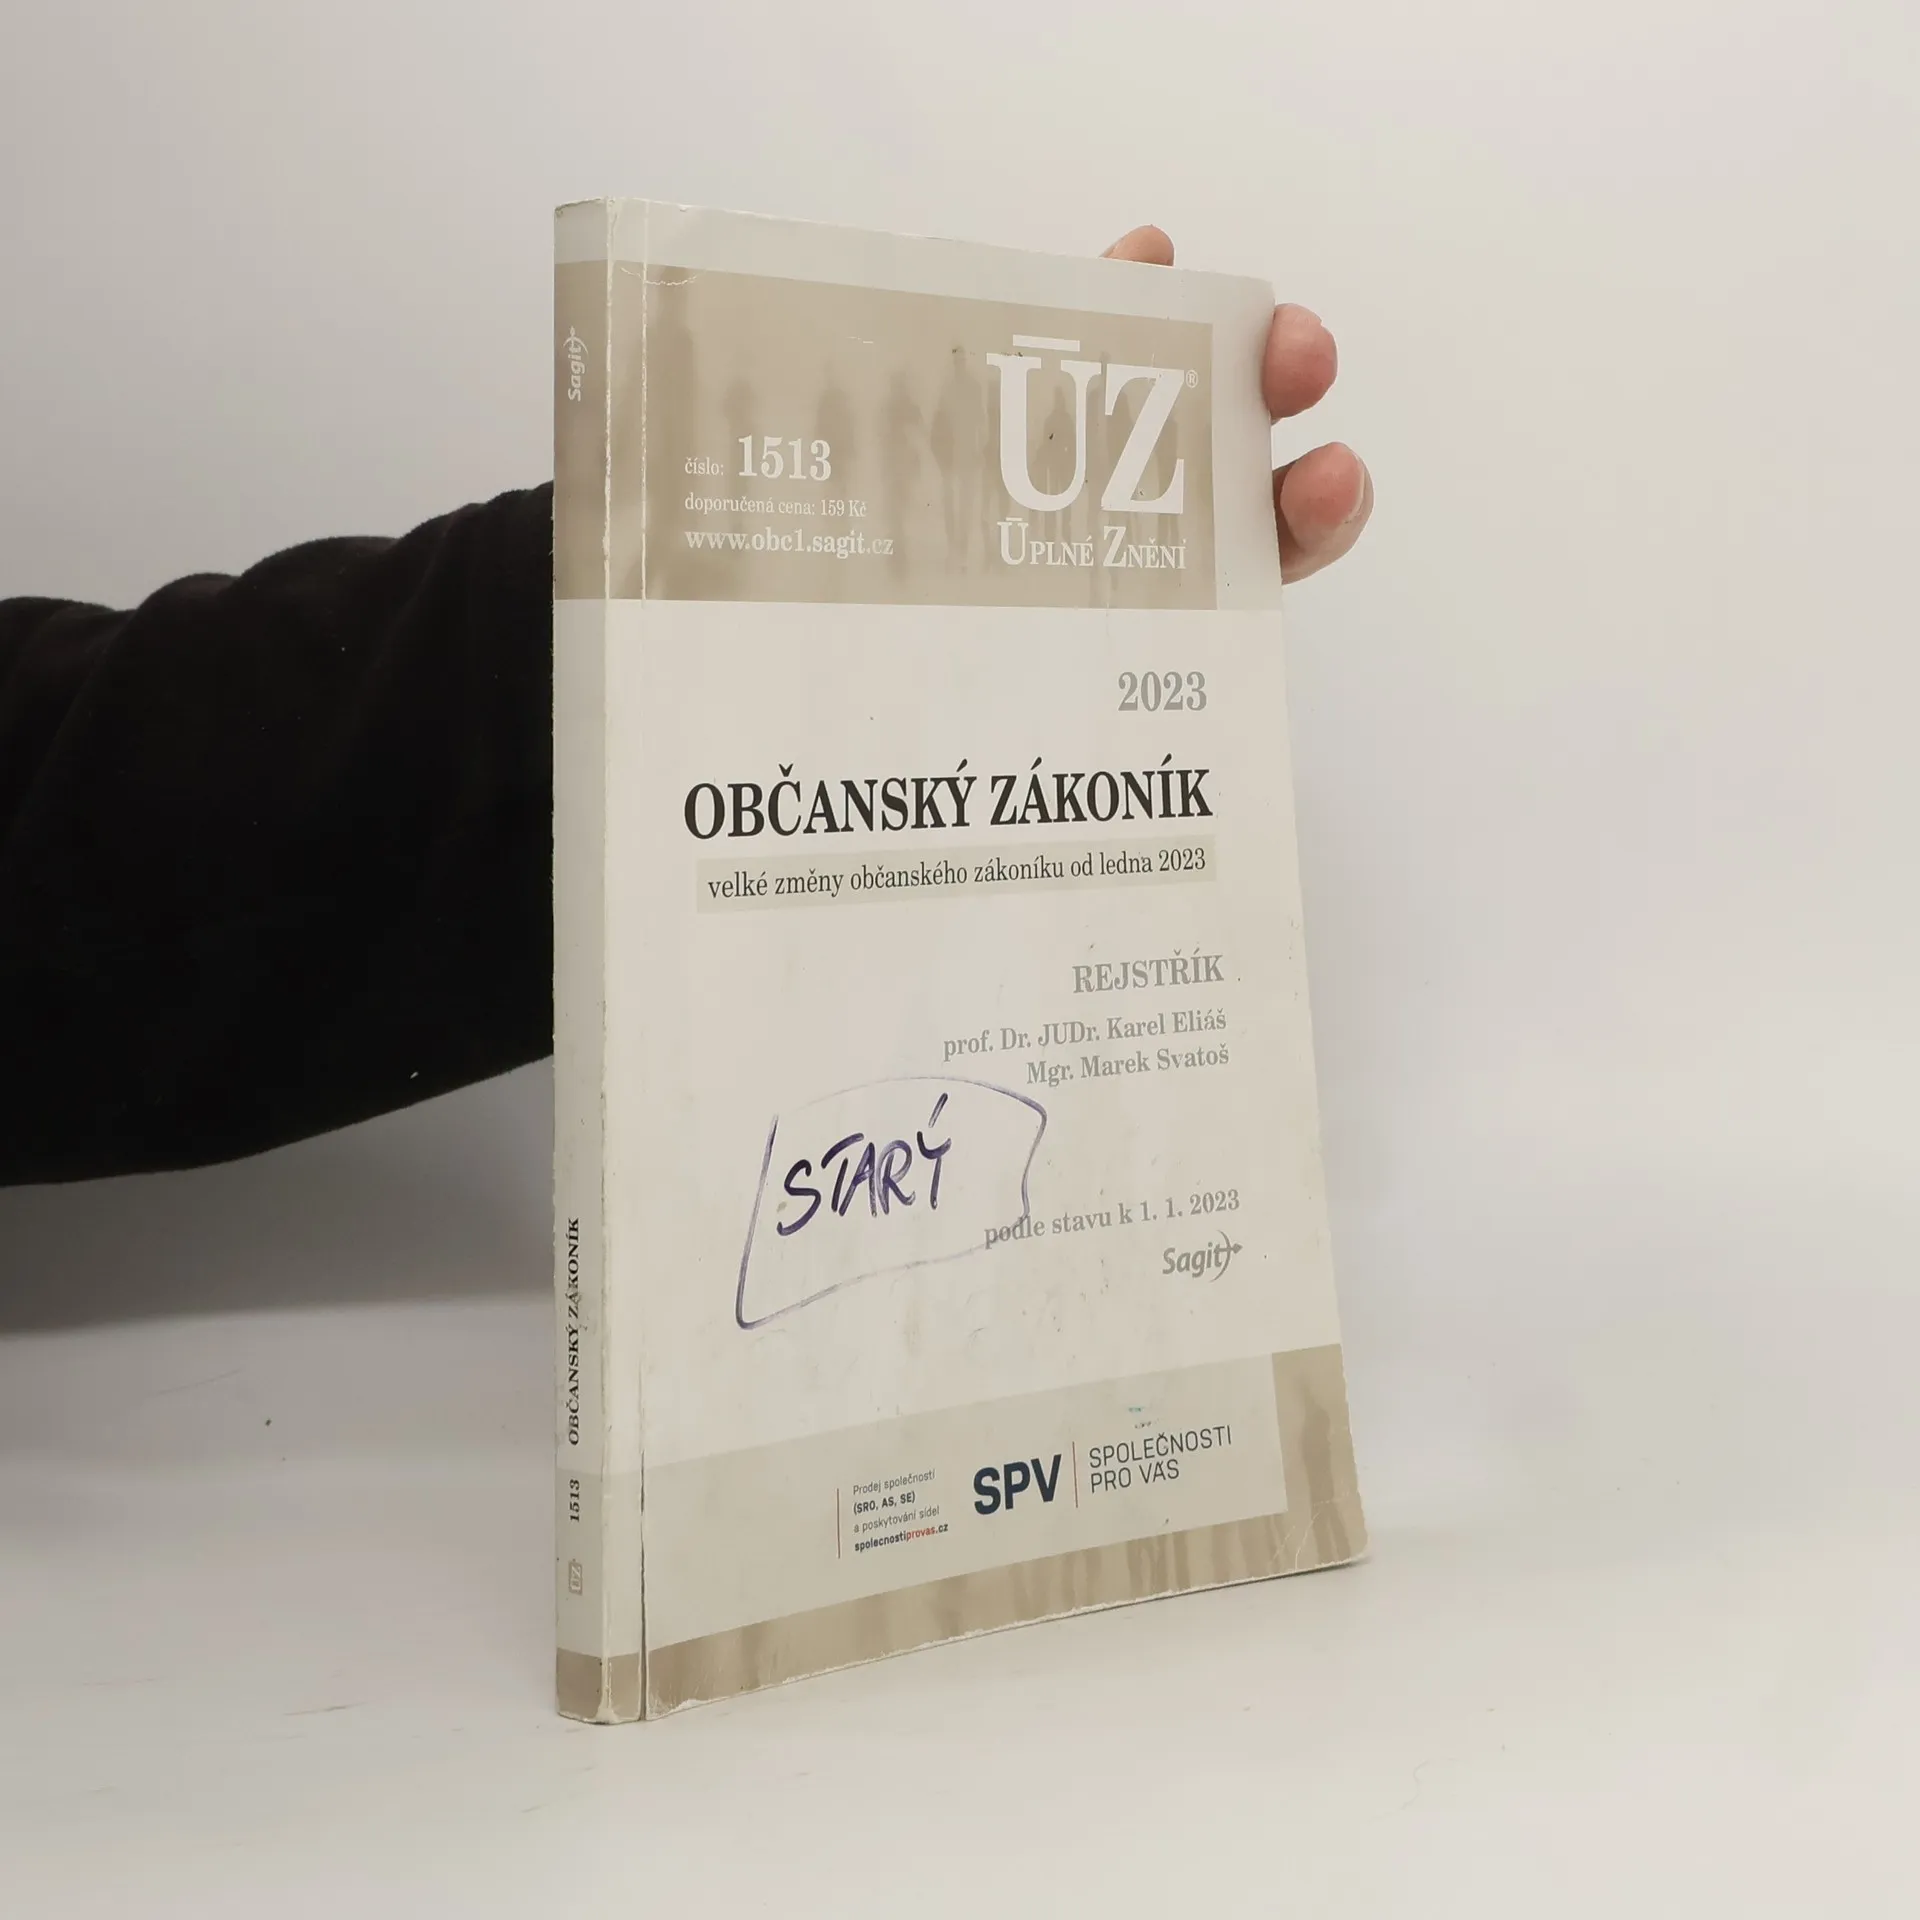 ÚZ®
ÚPLNÉ ZNĚNÍ
číslo: 1513
doporučená cena: 159 Kč
www.obc1.sagit.cz
2023
OBČANSKÝ ZÁKONÍK
velké změny občanského zákoníku od ledna 2023
REJSTŘÍK
prof. Dr. JUDr. Karel Eliáš
Mgr. Marek Svatoš
STARÝ
podle stavu k 1. 1. 2023
Sagit
Prodej společností
(SRO, AS, SE)
a poskytování sídel
spolecnostiprovas.cz
SPV
SPOLEČNOSTI
PRO VÁS
Sagit
OBČANSKÝ ZÁKONÍK
1513
ÚZ